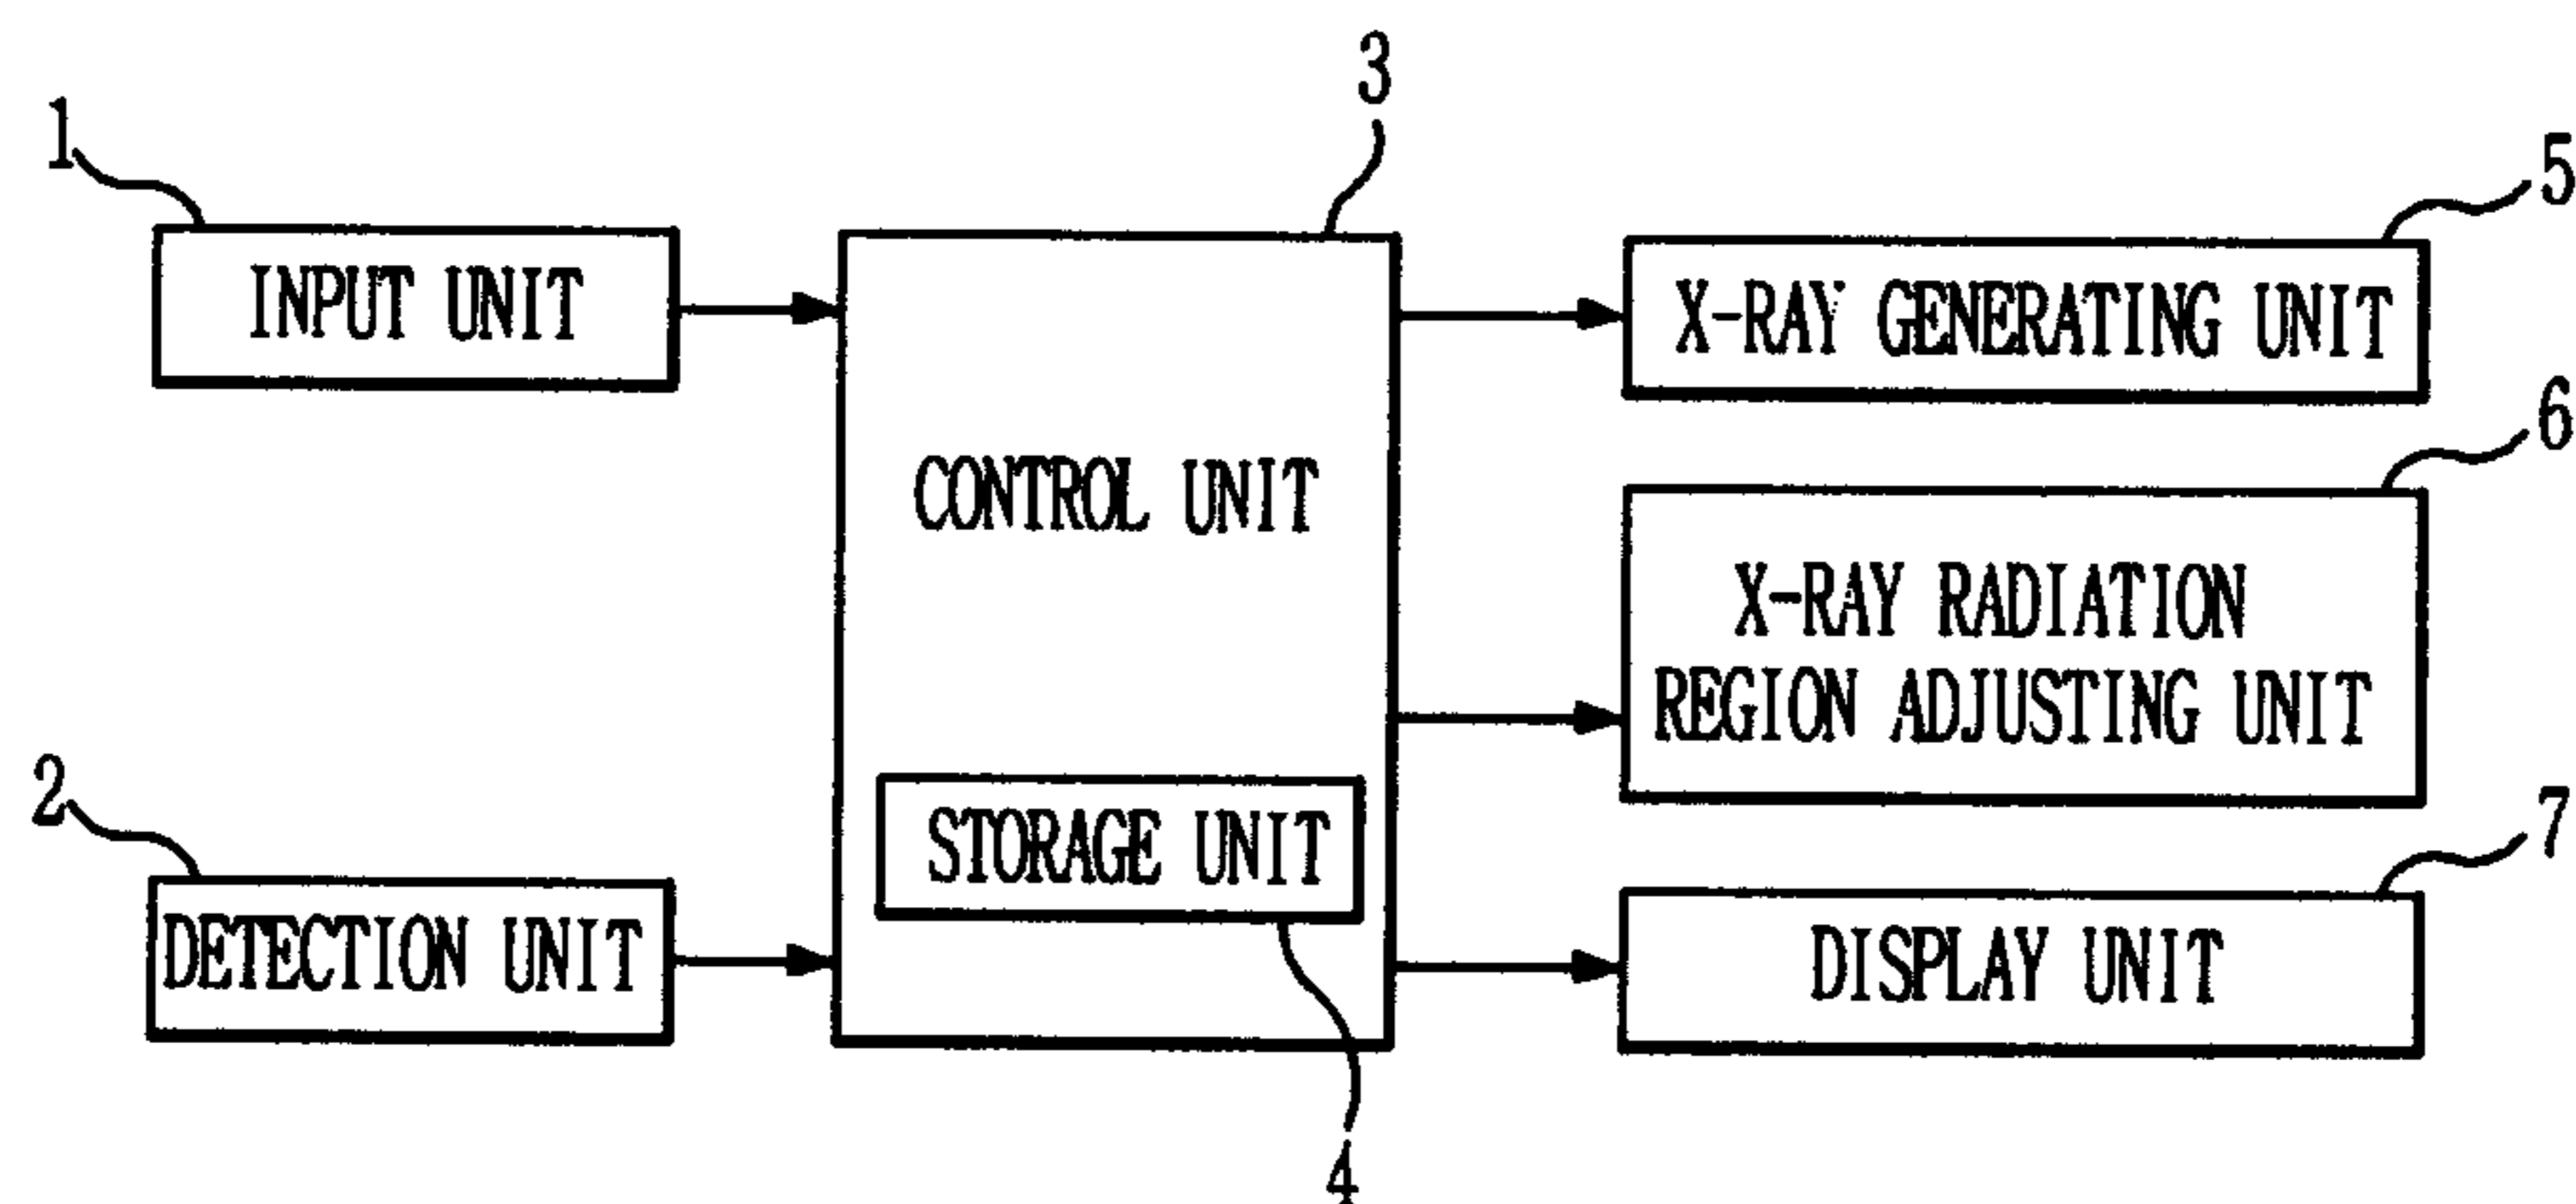 3
1
5
INPUT UNIT
X-RAY GENERATING UNIT
6
CONTROL UNIT
X-RAY RADIATION
REGION ADJUSTING UNIT
2
7
STORAGE UNIT
DETECTION UNIT
DISPLAY UNIT
4